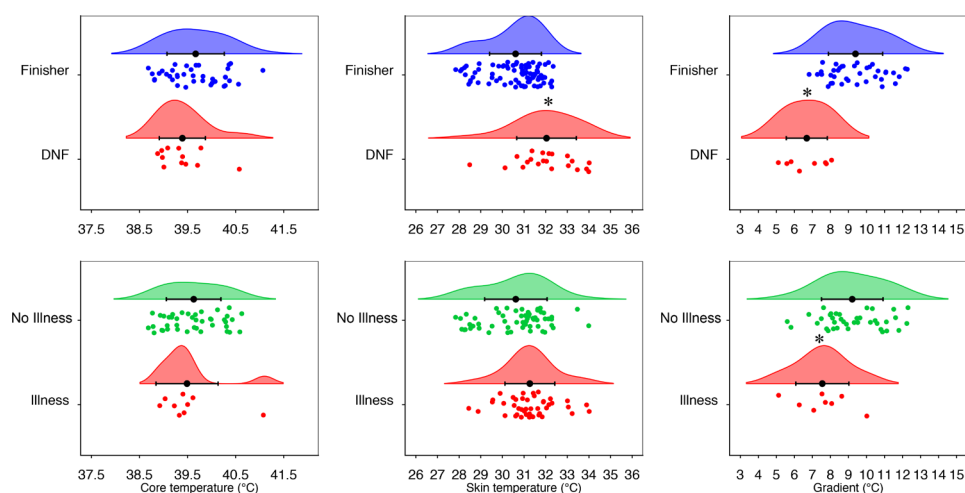 Finisher
DNF
*
Finisher
DNF
*
Finisher
DNF
37.5 38.5 39.5 40.5 41.5
26 27 28 29 30 31 32 33 34 35 36
3 4 5 6 7 8 9 10 11 12 13 14 15
No Illness
Illness
No Illness
Illness
*
No Illness
Illness
37.5 38.5 39.5 40.5 41.5
26 27 28 29 30 31 32 33 34 35 36
3 4 5 6 7 8 9 10 11 12 13 14 15
Core temperature (°C)
Skin temperature (°C)
Gradient (°C)